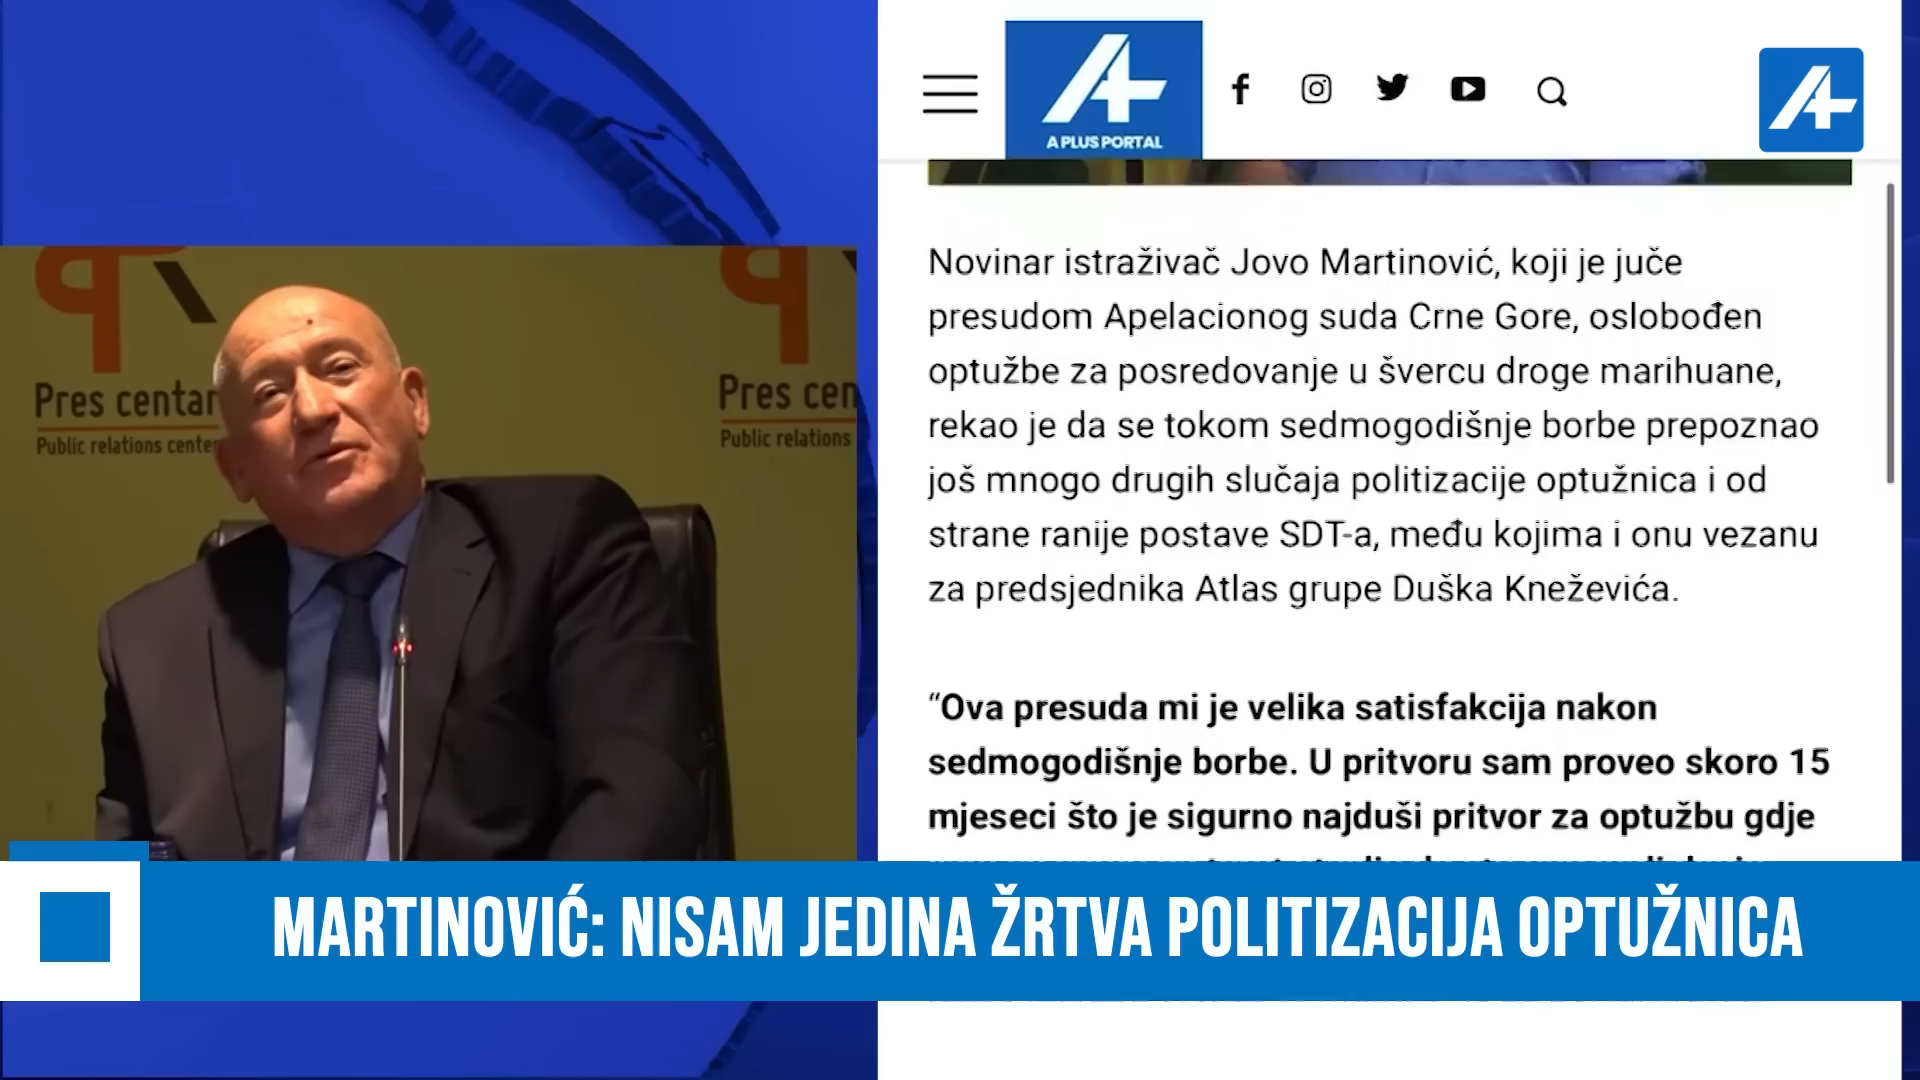 A PLUS PORTAL
Pres centar
Public relations center
Pres cen
Public relations
Novinar istraživač Jovo Martinović, koji je juče
presudom Apelacionog suda Crne Gore, oslobođen
optužbe za posredovanje u švercu droge marihuane,
rekao je da se tokom sedmogodišnje borbe prepoznao
još mnogo drugih slučaja politizacije optužnica i od
strane ranije postave SDT-a, među kojima i onu vezanu
za predsjednika Atlas grupe Duška Kneževića.
“Ova presuda mi je velika satisfakcija nakon
sedmogodišnje borbe. U pritvoru sam proveo skoro 15
mjeseci što je sigurno najduši pritvor za optužbu gdje
MARTINOVIĆ: NISAM JEDINA ŽRTVA POLITIZACIJA OPTUŽNICA